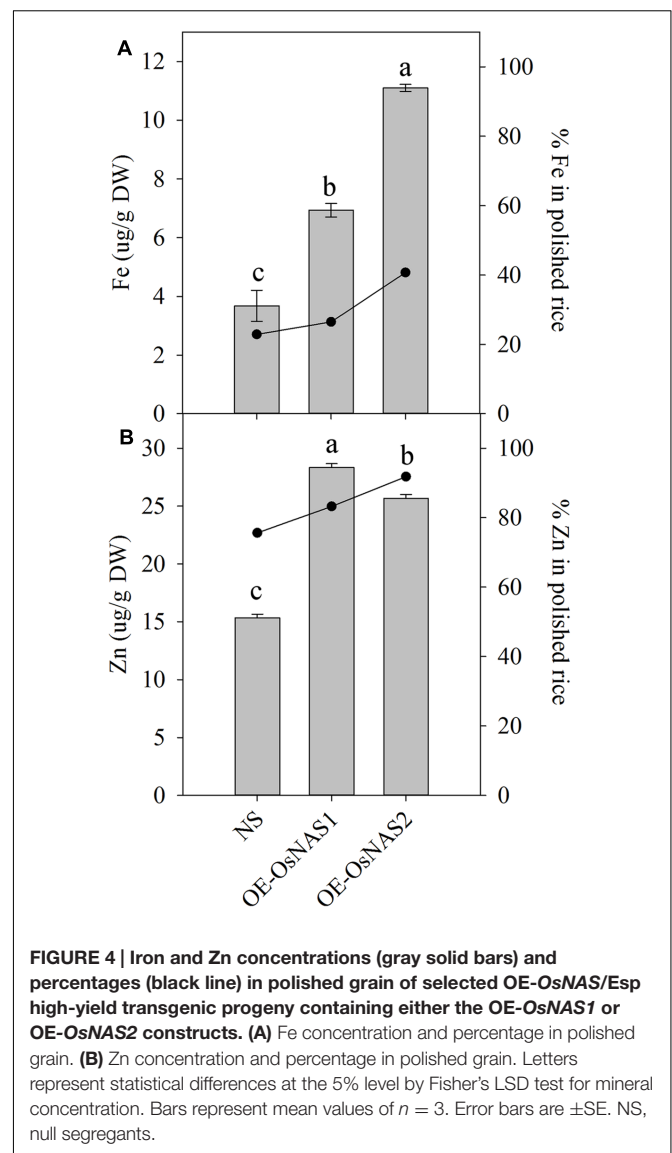 A
12
10
8
6
4
2
0
Fe (ug/g DW)
c
b
a
100
80
60
40
20
0
% Fe in polished rice
B
30
25
20
15
10
5
0
Zn (ug/g DW)
c
a
b
100
80
60
40
20
0
% Zn in polished rice
NS
OE-OsNAS1
OE-OsNAS2
FIGURE 4 | Iron and Zn concentrations (gray solid bars) and
percentages (black line) in polished grain of selected OE-OsNAS/Esp
high-yield transgenic progeny containing either the OE-OsNAS1 or
OE-OsNAS2 constructs. (A) Fe concentration and percentage in polished
grain. (B) Zn concentration and percentage in polished grain. Letters
represent statistical differences at the 5% level by Fisher's LSD test for mineral
concentration. Bars represent mean values of n = 3. Error bars are ±SE. NS,
null segregants.